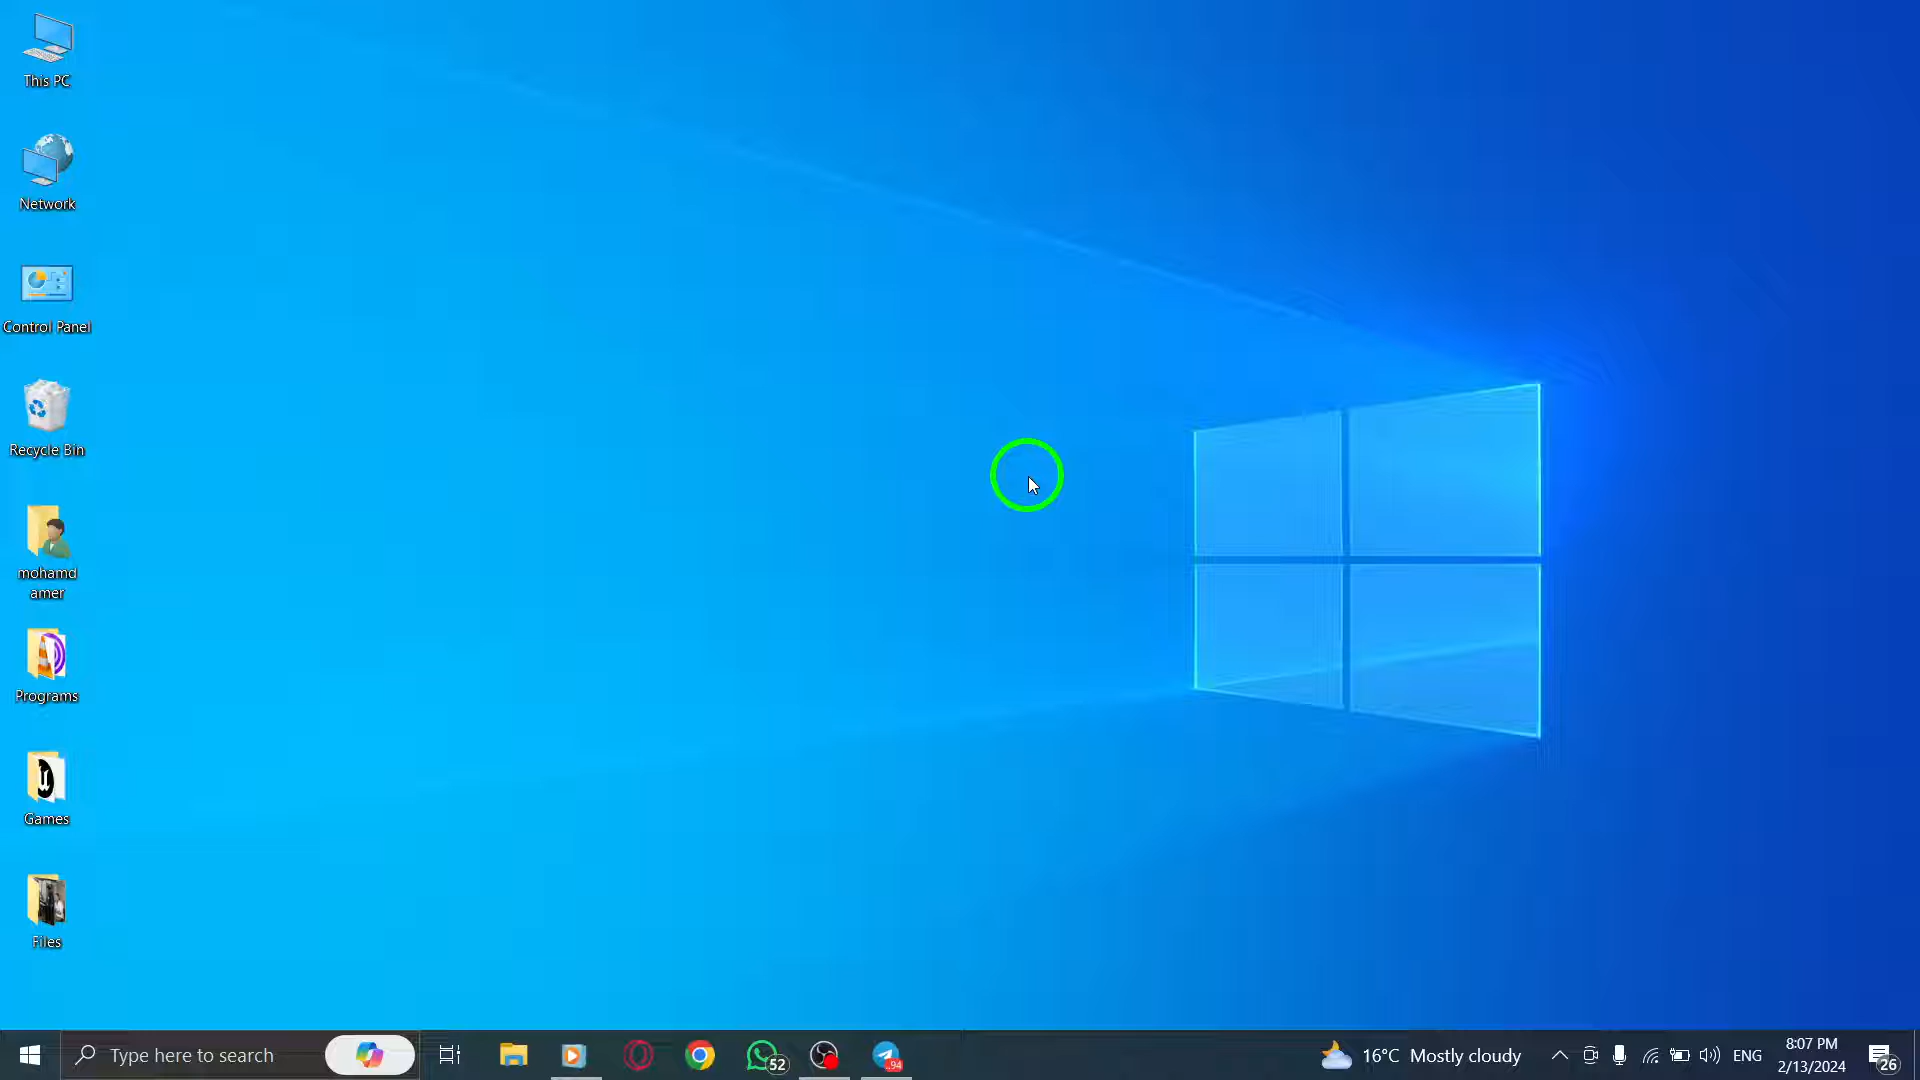 This PC
Network
Control Panel
Recycle Bin
mohamd
amer
Programs
Games
Files
Type here to search
52
94
16°C Mostly cloudy
ENG
8:07 PM
2/13/2024
26